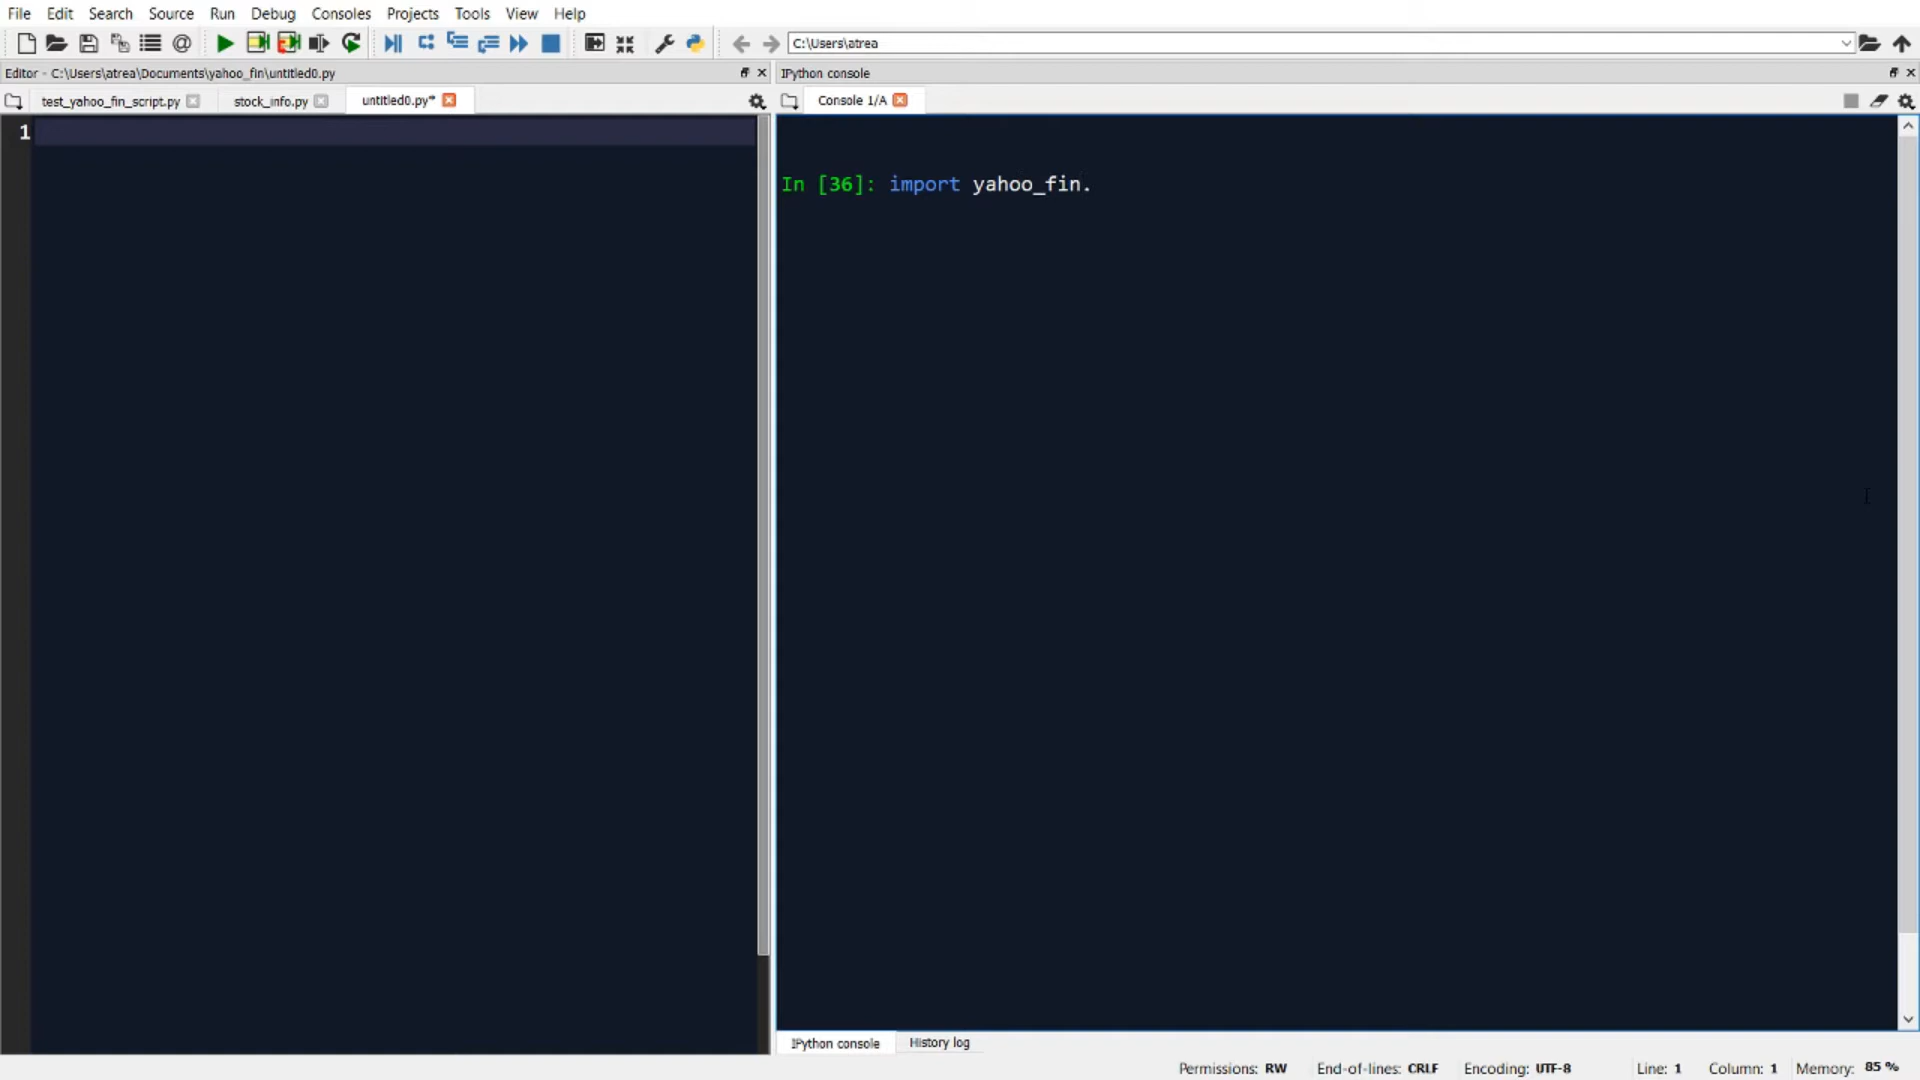 File Edit Search Source Run Debug Consoles Projects Tools View Help
C:\Users\atrea
Editor - C:\Users\atrea\Documents\yahoo_fin\untitled0.py
IPython console
test_yahoo_fin_script.py stock_info.py untitled0.py*
Console 1/A
1
In [36]: import yahoo_fin.
IPython console History log
Permissions: RW End-of-lines: CRLF Encoding: UTF-8 Line: 1 Column: 1 Memory: 85 %